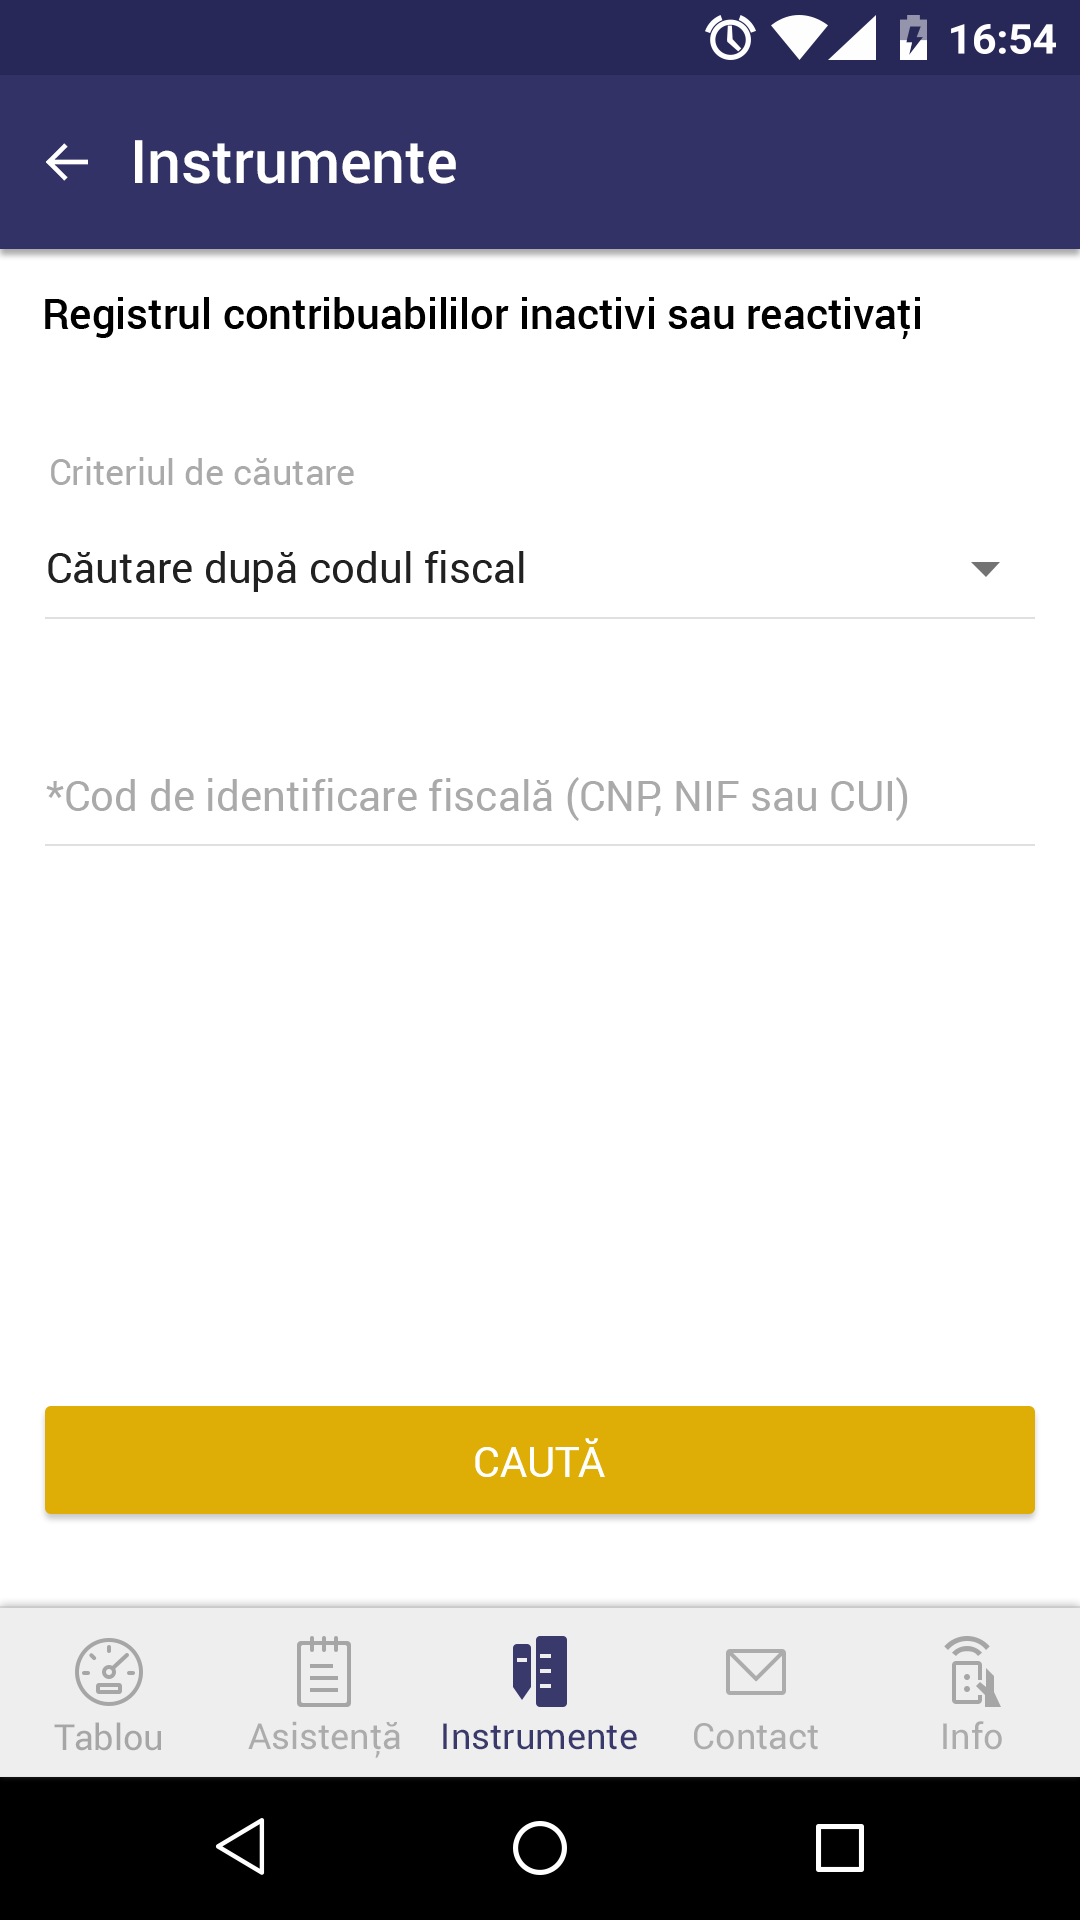 16:54
Instrumente
Registrul contribuabililor inactivi sau reactivați
Criteriul de căutare
Căutare după codul fiscal
*Cod de identificare fiscală (CNP, NIF sau CUI)
CAUTĂ
Tablou
Asistență
Instrumente
Contact
Info